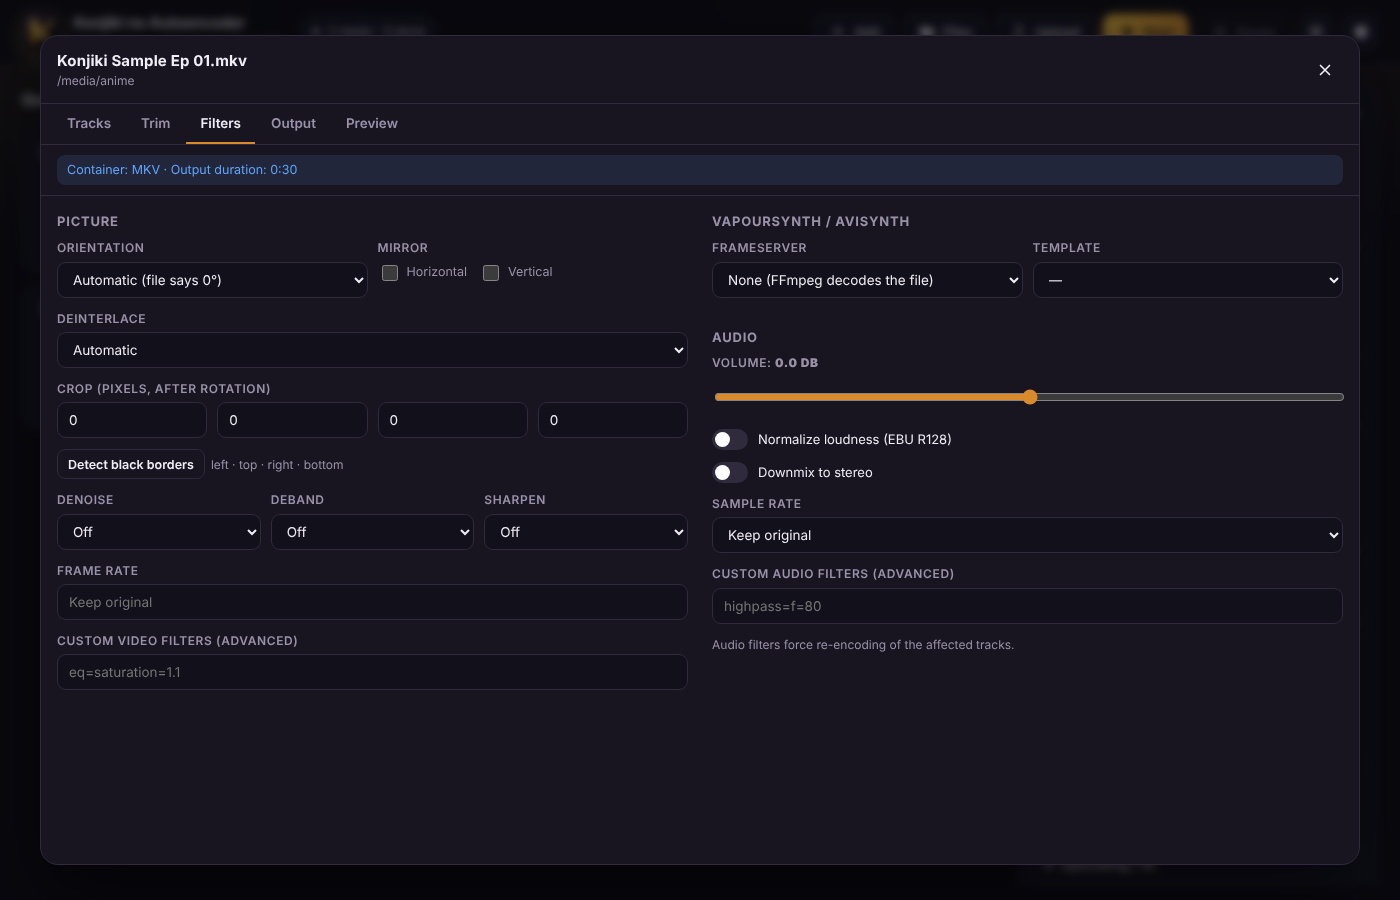 Konjiki Sample Ep 01.mkv
/media/anime
Tracks Trim Filters Output Preview
Container: MKV · Output duration: 0:30
PICTURE
ORIENTATION MIRROR
Automatic (file says 0°) Horizontal Vertical
DEINTERLACE
Automatic
CROP (PIXELS, AFTER ROTATION)
0 0 0 0
Detect black borders left · top · right · bottom
DENOISE DEBAND SHARPEN
Off Off Off
FRAME RATE
Keep original
CUSTOM VIDEO FILTERS (ADVANCED)
eq=saturation=1.1
VAPOURSYNTH / AVISYNTH
FRAMESERVER TEMPLATE
None (FFmpeg decodes the file) —
AUDIO
VOLUME: 0.0 DB
Normalize loudness (EBU R128)
Downmix to stereo
SAMPLE RATE
Keep original
CUSTOM AUDIO FILTERS (ADVANCED)
highpass=f=80
Audio filters force re-encoding of the affected tracks.